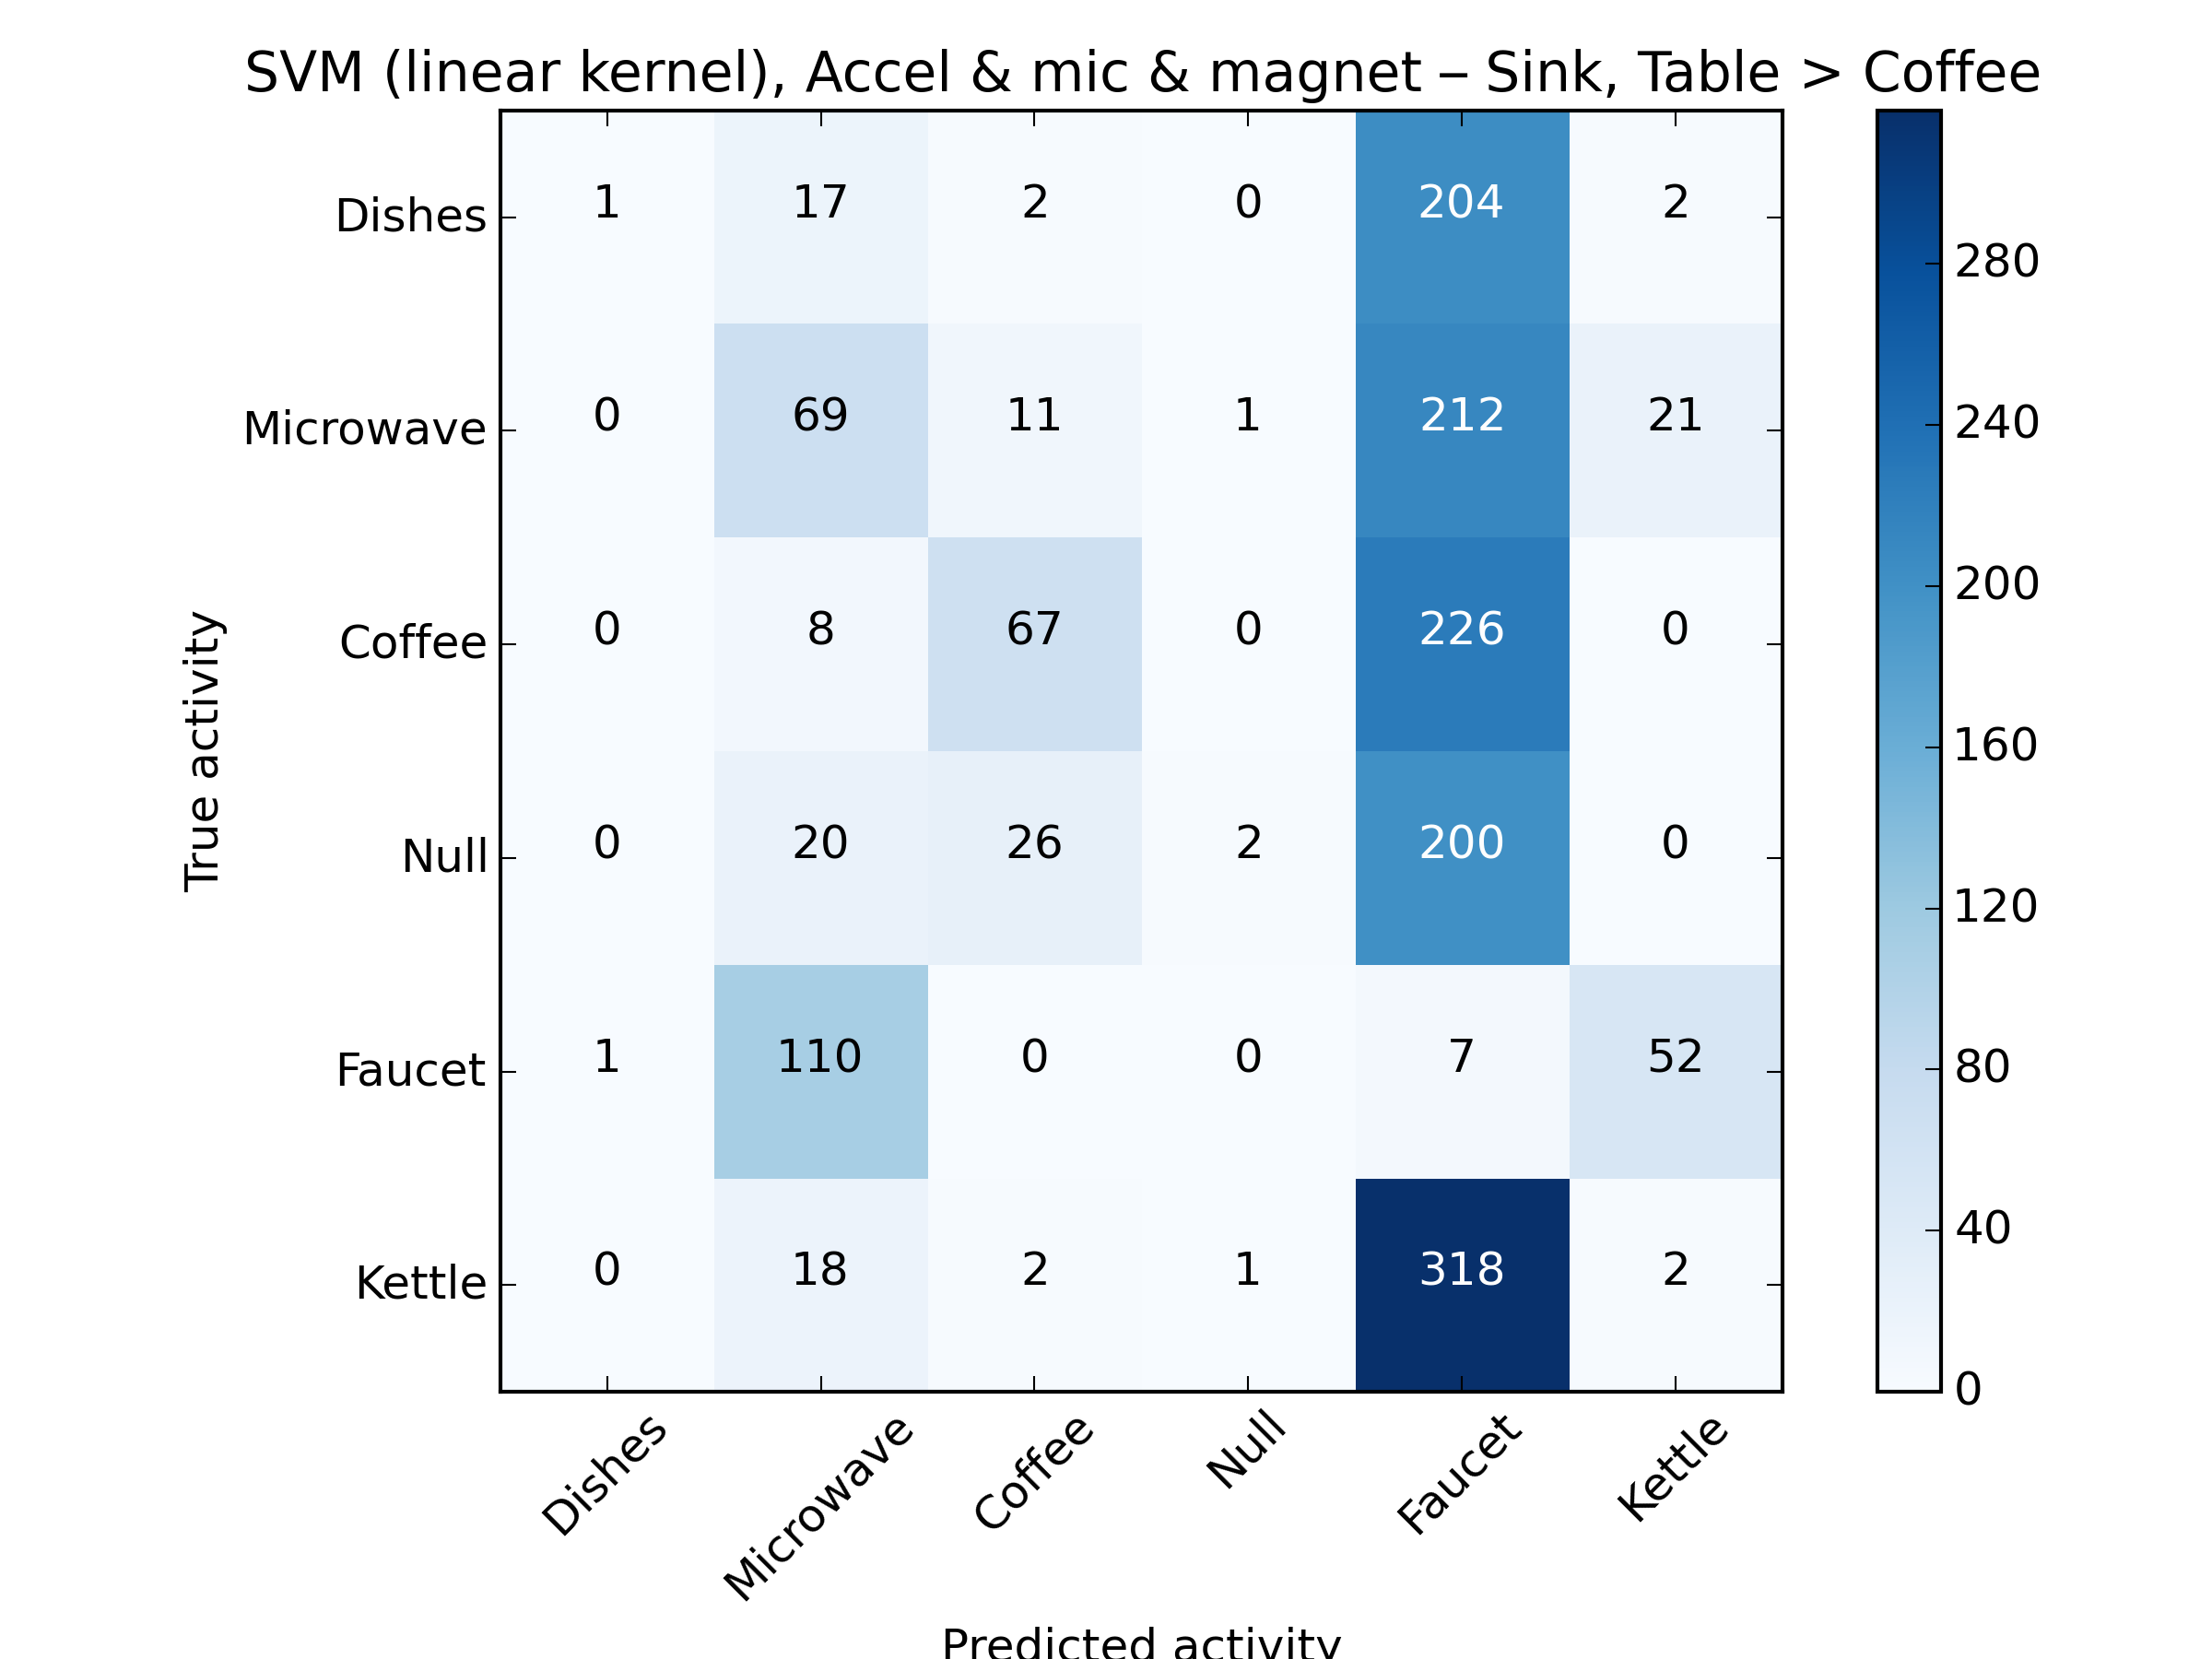 SVM (linear kernel), Accel & mic & magnet – Sink, Table > Coffee
True activity
Dishes 1 17 2 0 204 2
Microwave 0 69 11 1 212 21
Coffee 0 8 67 0 226 0
Null 0 20 26 2 200 0
Faucet 1 110 0 0 7 52
Kettle 0 18 2 1 318 2
Dishes Microwave Coffee Null Faucet Kettle
Predicted activity
280
240
200
160
120
80
40
0